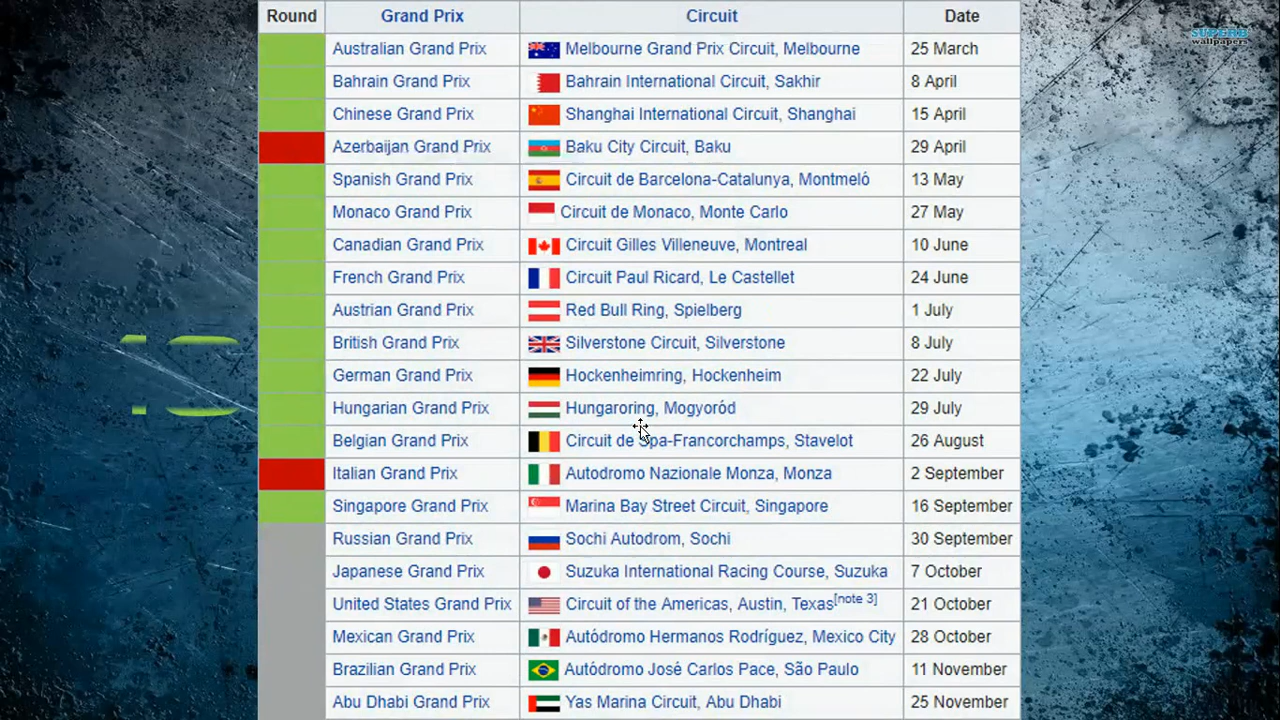 Round Grand Prix Circuit Date
Australian Grand Prix Melbourne Grand Prix Circuit, Melbourne 25 March
Bahrain Grand Prix Bahrain International Circuit, Sakhir 8 April
Chinese Grand Prix Shanghai International Circuit, Shanghai 15 April
Azerbaijan Grand Prix Baku City Circuit, Baku 29 April
Spanish Grand Prix Circuit de Barcelona-Catalunya, Montmeló 13 May
Monaco Grand Prix Circuit de Monaco, Monte Carlo 27 May
Canadian Grand Prix Circuit Gilles Villeneuve, Montreal 10 June
French Grand Prix Circuit Paul Ricard, Le Castellet 24 June
Austrian Grand Prix Red Bull Ring, Spielberg 1 July
British Grand Prix Silverstone Circuit, Silverstone 8 July
German Grand Prix Hockenheimring, Hockenheim 22 July
Hungarian Grand Prix Hungaroring, Mogyoród 29 July
Belgian Grand Prix Circuit de Spa-Francorchamps, Stavelot 26 August
Italian Grand Prix Autodromo Nazionale Monza, Monza 2 September
Singapore Grand Prix Marina Bay Street Circuit, Singapore 16 September
Russian Grand Prix Sochi Autodrom, Sochi 30 September
Japanese Grand Prix Suzuka International Racing Course, Suzuka 7 October
United States Grand Prix Circuit of the Americas, Austin, Texas[note 3] 21 October
Mexican Grand Prix Autódromo Hermanos Rodríguez, Mexico City 28 October
Brazilian Grand Prix Autódromo José Carlos Pace, São Paulo 11 November
Abu Dhabi Grand Prix Yas Marina Circuit, Abu Dhabi 25 November
SUPERB
wallpapers